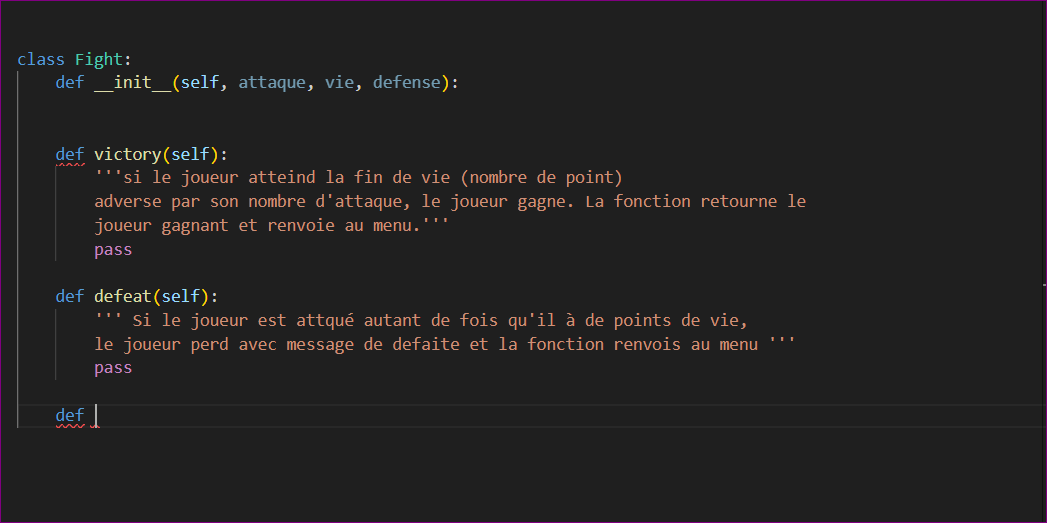 class Fight:
def __init__(self, attaque, vie, defense):
def victory(self):
'''si le joueur atteind la fin de vie (nombre de point)
adverse par son nombre d'attaque, le joueur gagne. La fonction retourne le
joueur gagnant et renvoie au menu.'''
pass
def defeat(self):
''' Si le joueur est attqué autant de fois qu'il à de points de vie,
le joueur perd avec message de defaite et la fonction renvois au menu '''
pass
def